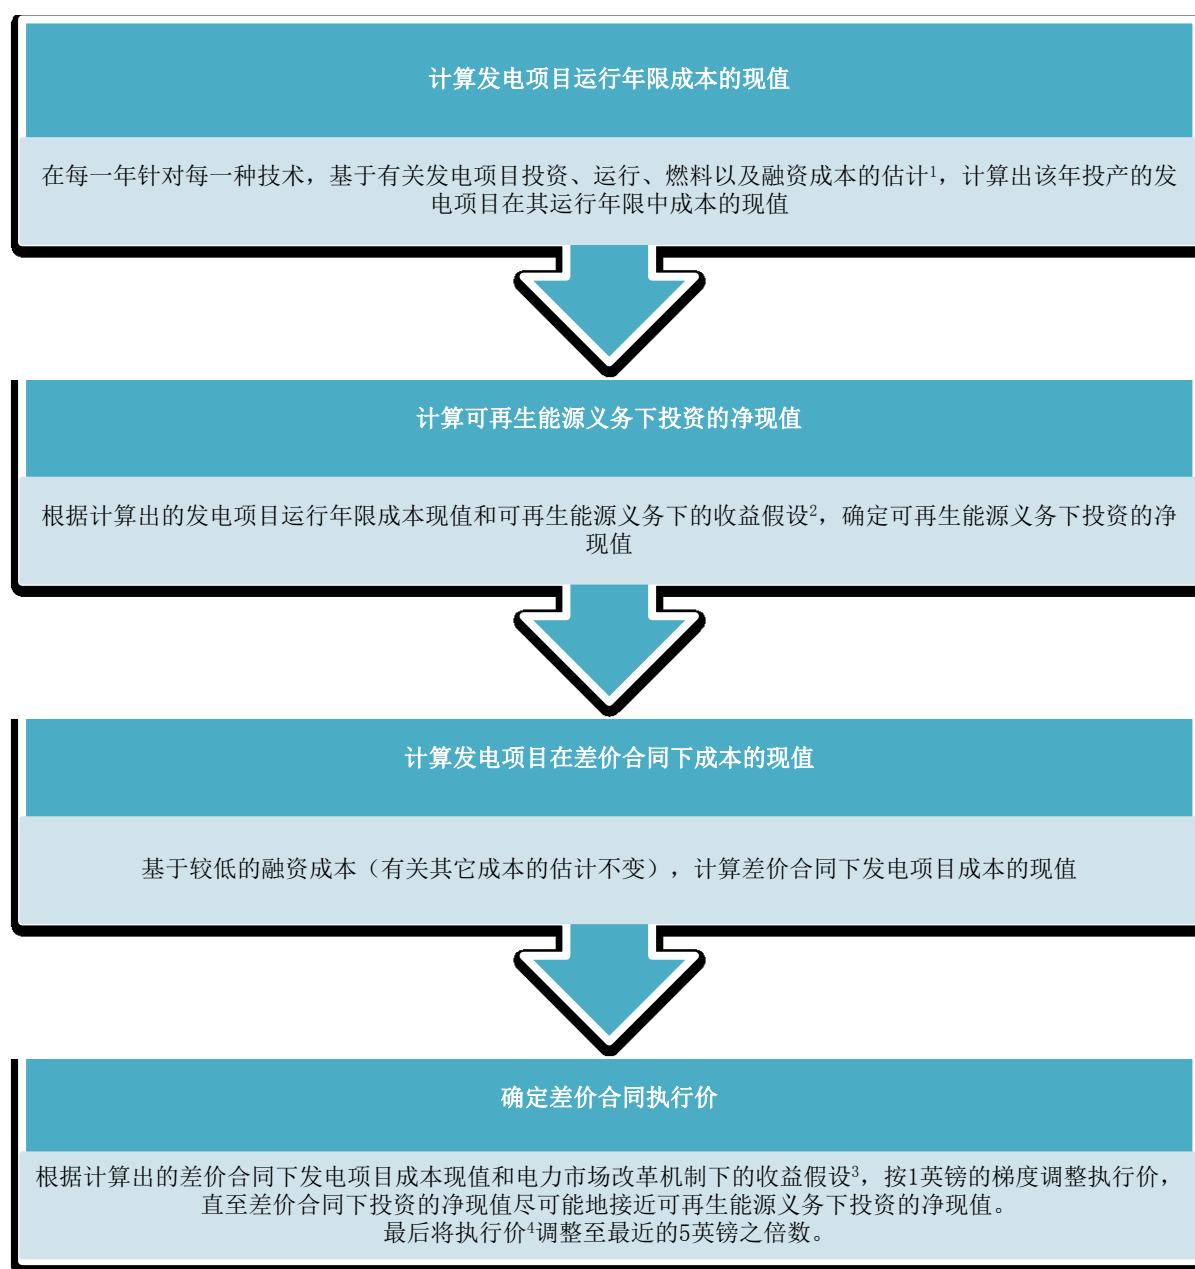 计算发电项目运行年限成本的现值
在每一年针对每一种技术，基于有关发电项目投资、运行、燃料以及融资成本的估计¹，计算出该年投产的发
电项目在其运行年限中成本的现值
计算可再生能源义务下投资的净现值
根据计算出的发电项目运行年限成本现值和可再生能源义务下的收益假设²，确定可再生能源义务下投资的净
现值
计算发电项目在差价合同下成本的现值
基于较低的融资成本（有关其它成本的估计不变），计算差价合同下发电项目成本的现值
确定差价合同执行价
根据计算出的差价合同下发电项目成本现值和电力市场改革机制下的收益假设³，按1英镑的梯度调整执行价，
直至差价合同下投资的净现值尽可能地接近可再生能源义务下投资的净现值。
最后将执行价⁴调整至最近的5英镑之倍数。